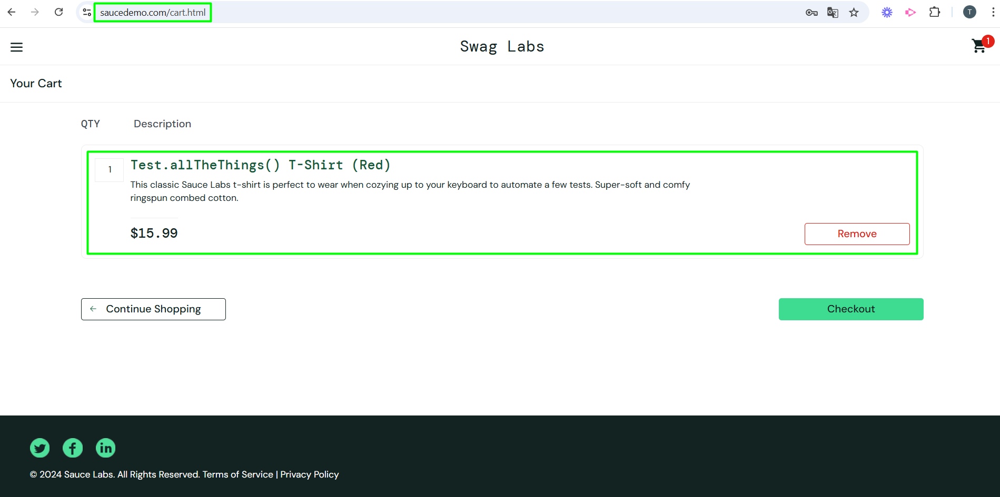 saucedemo.com/cart.html
T
Swag Labs
1
Your Cart
QTY Description
1
Test.allTheThings() T-Shirt (Red)
This classic Sauce Labs t-shirt is perfect to wear when cozying up to your keyboard to automate a few tests. Super-soft and comfy
ringspun combed cotton.
$15.99
Remove
Continue Shopping
Checkout
© 2024 Sauce Labs. All Rights Reserved. Terms of Service | Privacy Policy